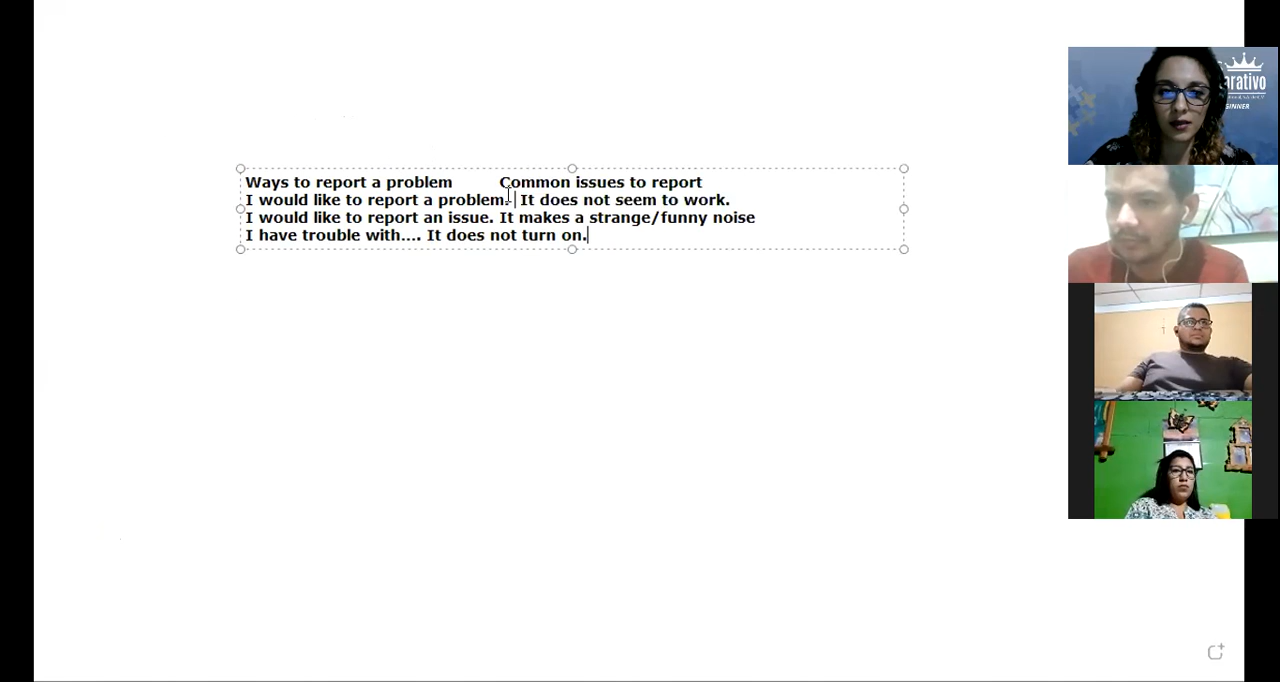 Ways to report a problem Common issues to report
I would like to report a problem. It does not seem to work.
I would like to report an issue. It makes a strange/funny noise
I have trouble with.... It does not turn on.
arativo
GINNER